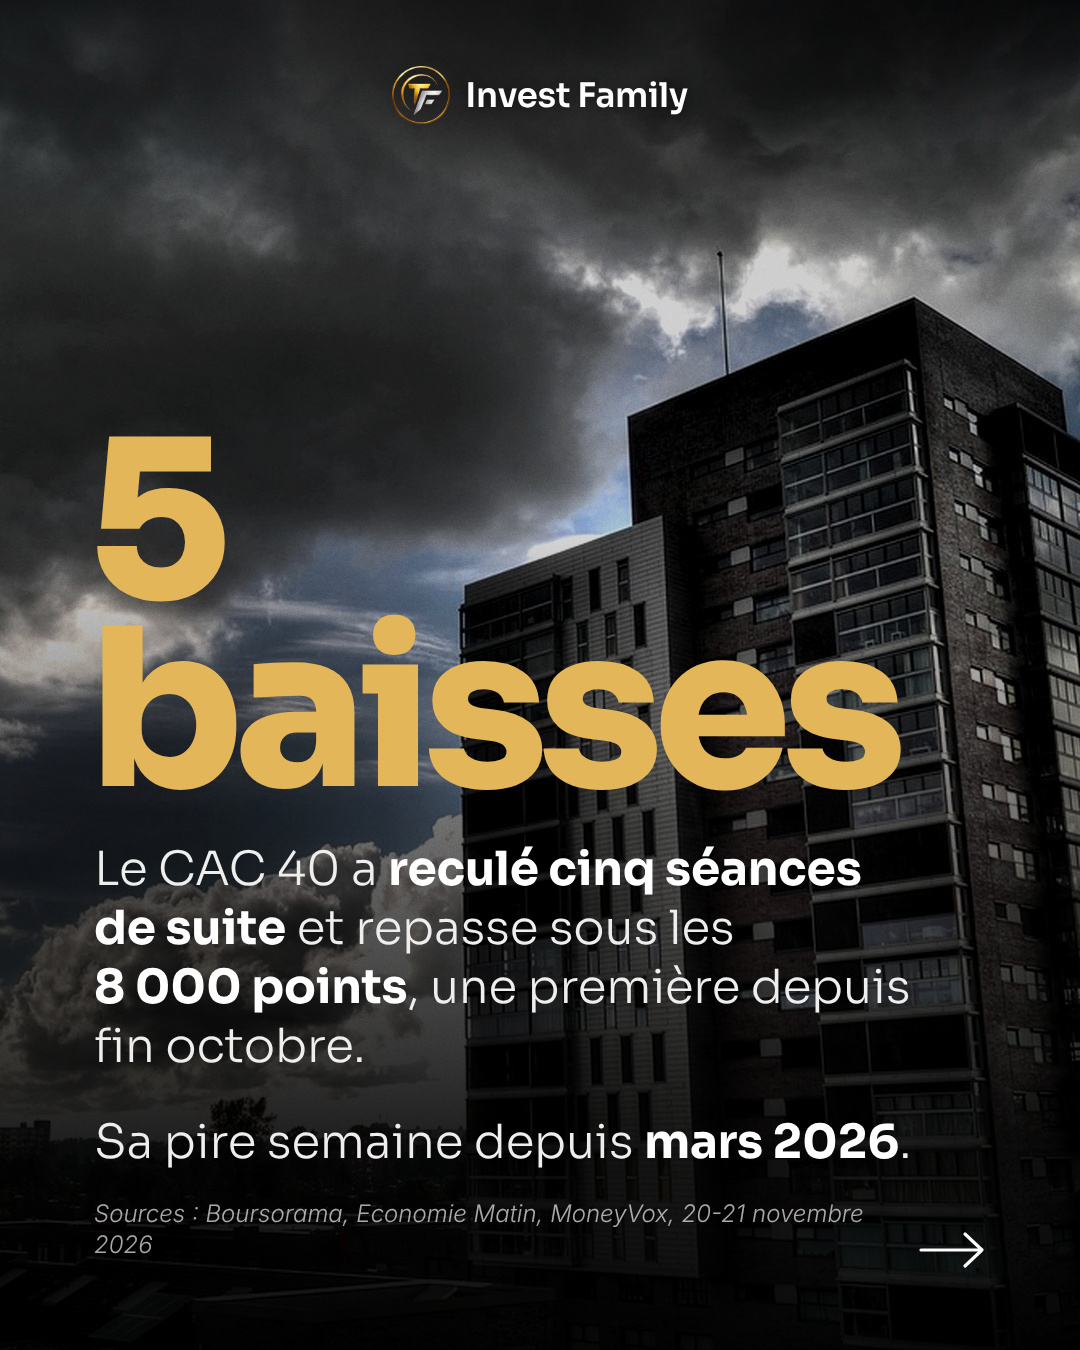 Invest Family
5
baisses
Le CAC 40 a reculé cinq séances
de suite et repasse sous les
8 000 points, une première depuis
fin octobre.
Sa pire semaine depuis mars 2026.
Sources : Boursorama, Economie Matin, MoneyVox, 20-21 novembre
2026